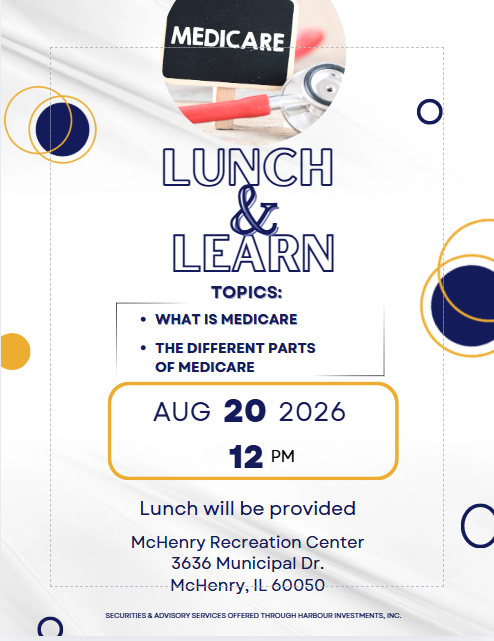 MEDICARE
LUNCH
&
LEARN
TOPICS:
• WHAT IS MEDICARE
• THE DIFFERENT PARTS
OF MEDICARE
AUG 20 2026
12 PM
Lunch will be provided
McHenry Recreation Center
3636 Municipal Dr.
McHenry, IL 60050
SECURITIES & ADVISORY SERVICES OFFERED THROUGH HARBOUR INVESTMENTS, INC.